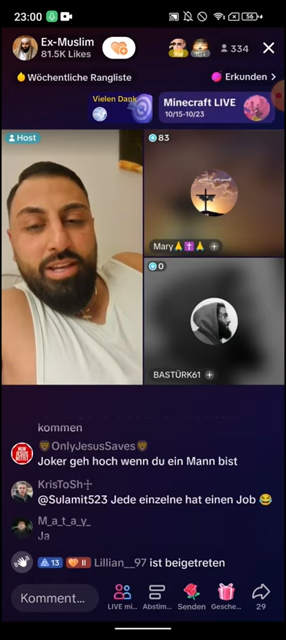 23:00
56
Ex-Muslim
81.5K Likes
334
Wöchentliche Rangliste
Erkunden >
Vielen Dank
Minecraft LIVE
10/15-10/23
Host
83
Mary🙏✝️🙏 +
0
BASTÜRK61 +
kommen
🦁OnlyJesusSaves🦁
Joker geh hoch wenn du ein Mann bist
KrisToSh┼
@Sulamit523 Jede einzelne hat einen Job 😂
M_a_t_a_y_
Ja
13 II Lillian__97 ist beigetreten
Komment...
LIVE mi...
Abstim...
Senden
Gesche...
29